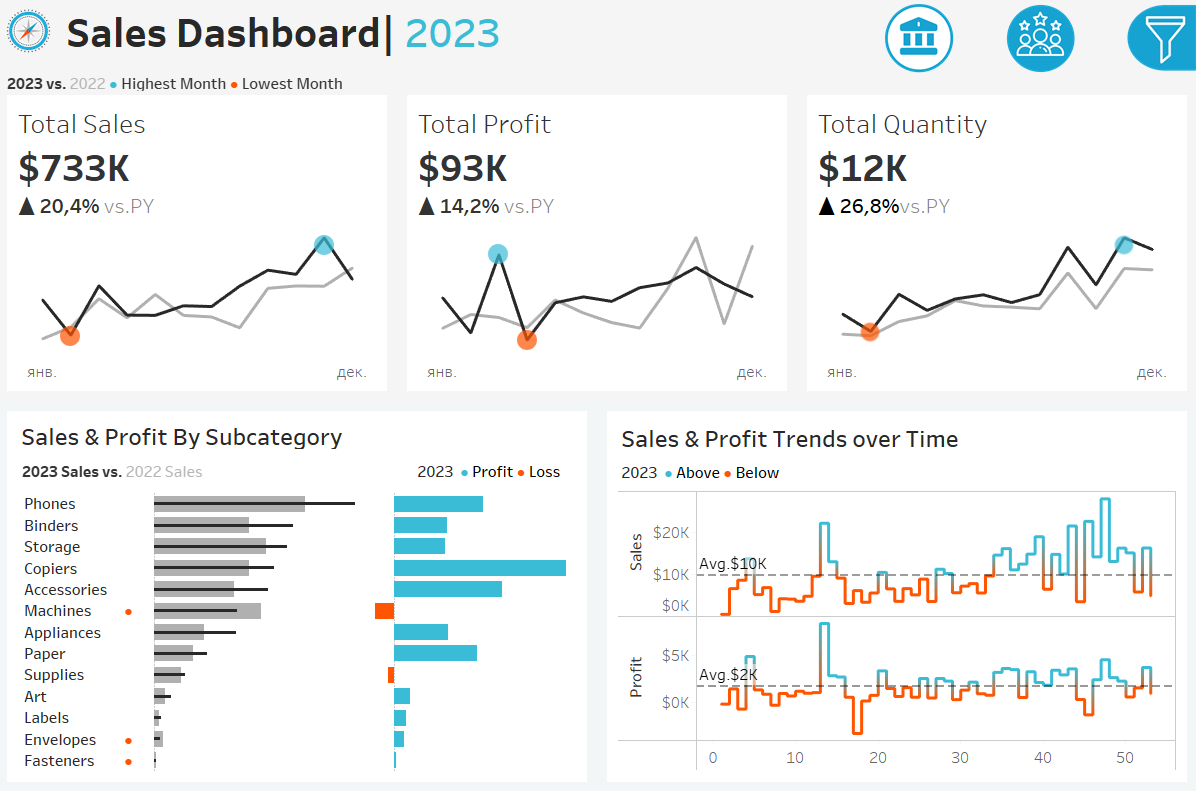 Sales Dashboard| 2023
2023 vs. 2022 • Highest Month • Lowest Month
Total Sales
$733K
▲ 20,4% vs.PY
янв.
дек.
Total Profit
$93K
▲ 14,2% vs.PY
янв.
дек.
Total Quantity
$12K
▲ 26,8%vs.PY
янв.
дек.
Sales & Profit By Subcategory
2023 Sales vs. 2022 Sales
2023 • Profit • Loss
Phones
Binders
Storage
Copiers
Accessories
Machines
Appliances
Paper
Supplies
Art
Labels
Envelopes
Fasteners
Sales & Profit Trends over Time
2023 • Above • Below
Sales
$20K
$10K
$0K
Avg.$10K
Profit
$5K
$0K
Avg.$2K
0 10 20 30 40 50